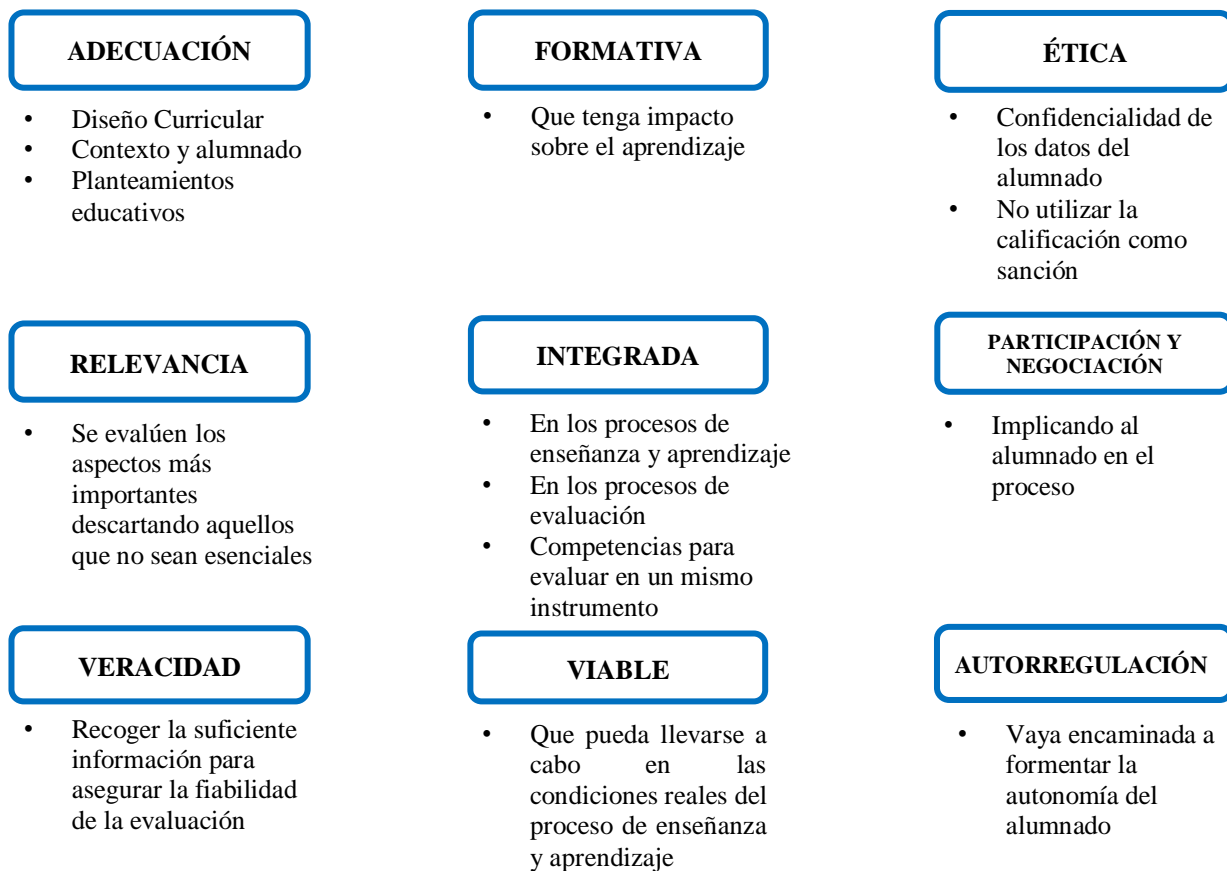 ADECUACIÓN
• Diseño Curricular
• Contexto y alumnado
• Planteamientos
educativos
FORMATIVA
• Que tenga impacto
sobre el aprendizaje
ÉTICA
• Confidencialidad de
los datos del
alumnado
• No utilizar la
calificación como
sanción
RELEVANCIA
• Se evalúen los
aspectos más
importantes
descartando aquellos
que no sean esenciales
INTEGRADA
• En los procesos de
enseñanza y aprendizaje
• En los procesos de
evaluación
• Competencias para
evaluar en un mismo
instrumento
PARTICIPACIÓN Y
NEGOCIACIÓN
• Implicando al
alumnado en el
proceso
VERACIDAD
• Recoger la suficiente
información para
asegurar la fiabilidad
de la evaluación
VIABLE
• Que pueda llevarse a
cabo en las
condiciones reales del
proceso de enseñanza
y aprendizaje
AUTORREGULACIÓN
• Vaya encaminada a
formentar la
autonomía del
alumnado